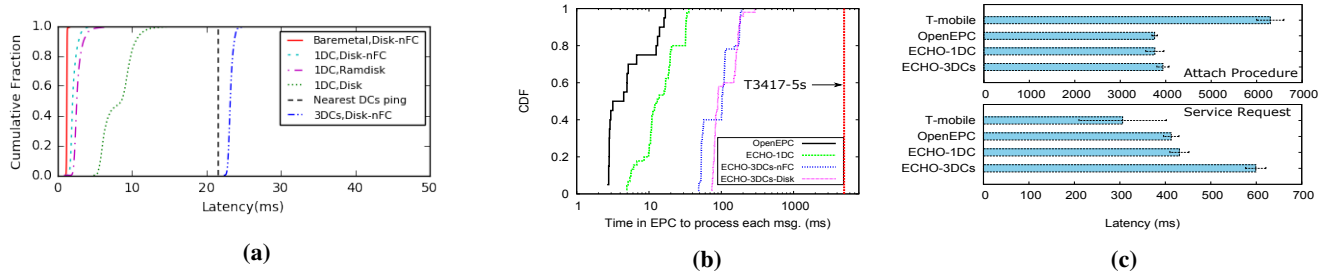 1.0
0.8
0.6
0.4
0.2
0.0
Cumulative Fraction
Baremetal,Disk-nFC
1DC,Disk-nFC
1DC,Ramdisk
1DC,Disk
Nearest DCs ping
3DCs,Disk-nFC
0 10 20 30 40 50
Latency(ms)
(a)
1
0.8
0.6
0.4
0.2
0
CDF
T3417-5s
OpenEPC
ECHO-1DC
ECHO-3DCs-nFC
ECHO-3DCs-Disk
1 10 100 1000
Time in EPC to process each msg. (ms)
(b)
T-mobile
OpenEPC
ECHO-1DC
ECHO-3DCs
Attach Procedure
0 1000 2000 3000 4000 5000 6000 7000
Service Request
T-mobile
OpenEPC
ECHO-1DC
ECHO-3DCs
0 100 200 300 400 500 600 700
Latency (ms)
(c)